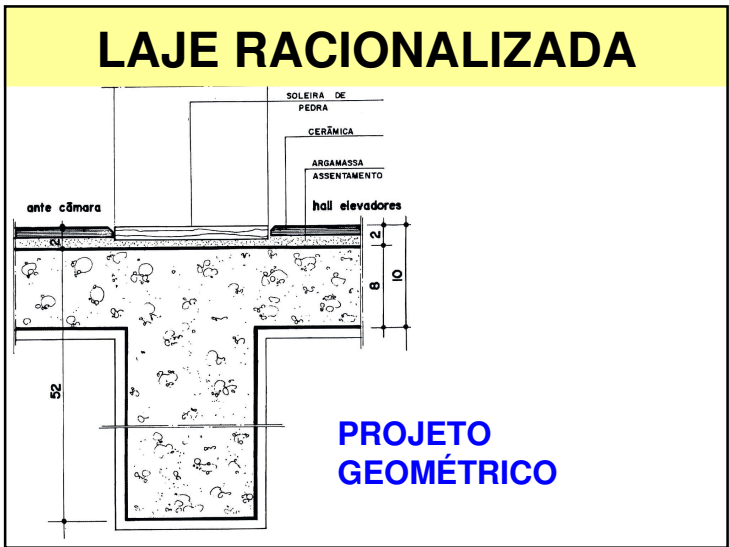 LAJE RACIONALIZADA
SOLEIRA DE
PEDRA
CERÂMICA
ARGAMASSA
ASSENTAMENTO
ante câmara
hall elevadores
2
2
8
10
52
PROJETO
GEOMÉTRICO